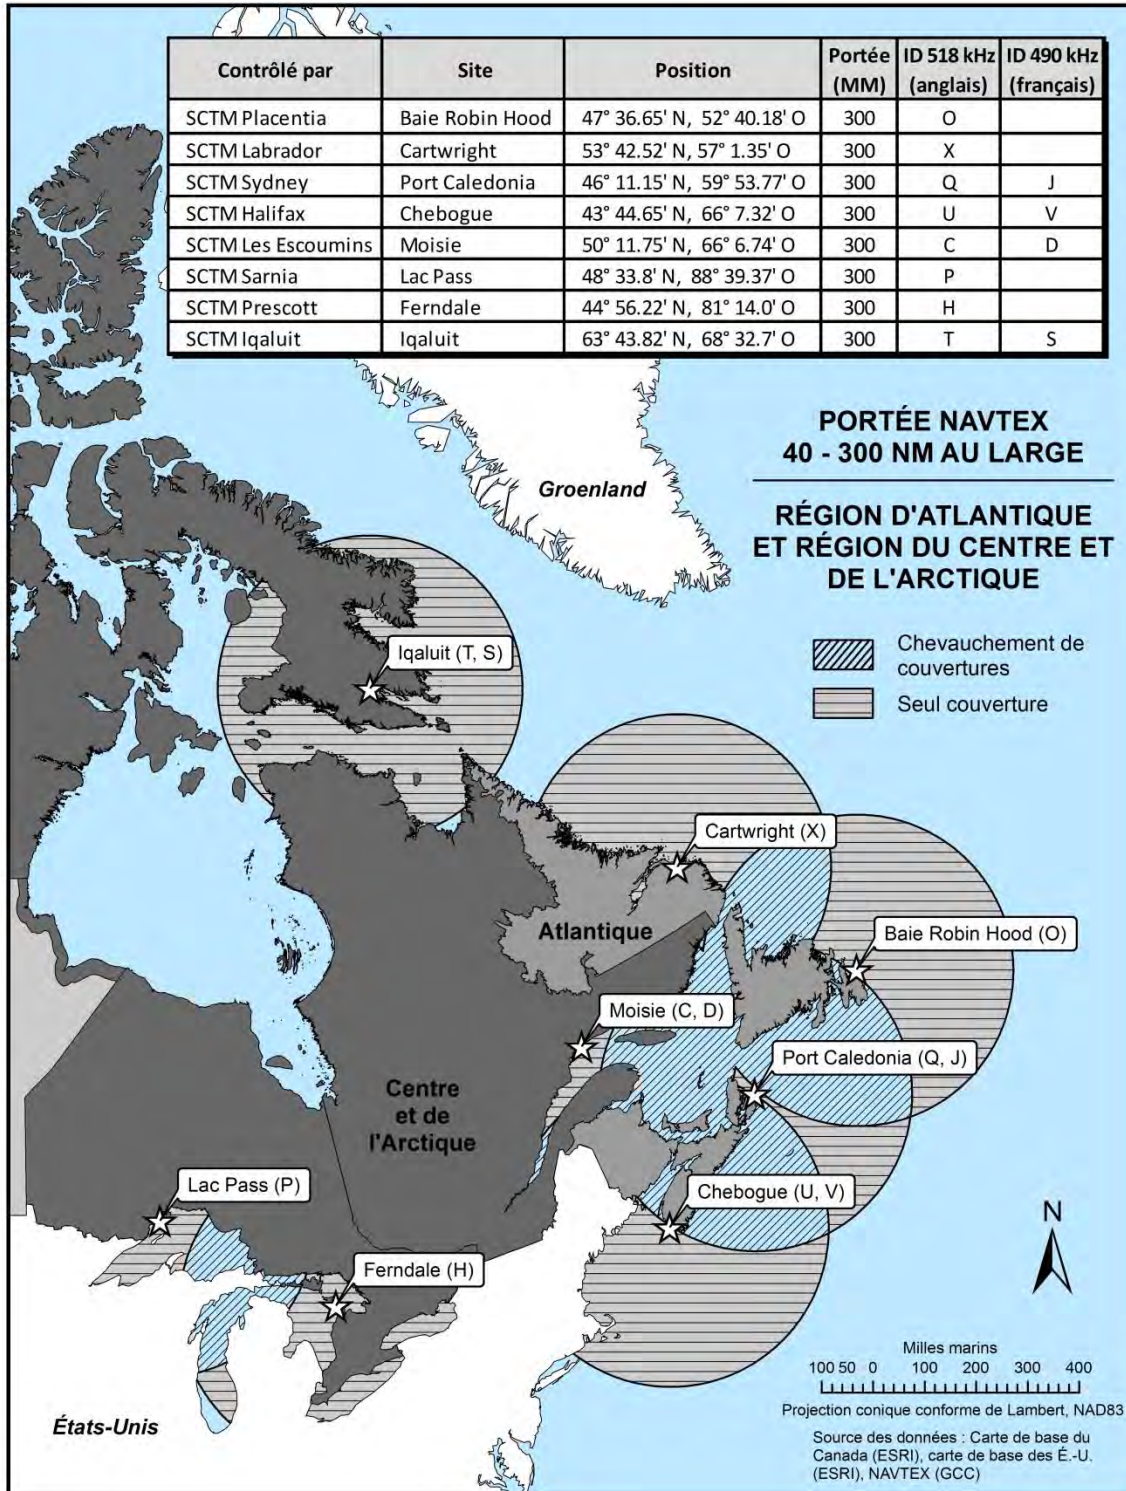 Contrôlé par Site Position Portée (MM) ID 518 kHz (anglais) ID 490 kHz (français)
SCTM Placentia Baie Robin Hood 47° 36.65' N, 52° 40.18' O 300 O
SCTM Labrador Cartwright 53° 42.52' N, 57° 1.35' O 300 X
SCTM Sydney Port Caledonia 46° 11.15' N, 59° 53.77' O 300 Q J
SCTM Halifax Chebogue 43° 44.65' N, 66° 7.32' O 300 U V
SCTM Les Escoumins Moisie 50° 11.75' N, 66° 6.74' O 300 C D
SCTM Sarnia Lac Pass 48° 33.8' N, 88° 39.37' O 300 P
SCTM Prescott Ferndale 44° 56.22' N, 81° 14.0' O 300 H
SCTM Iqaluit Iqaluit 63° 43.82' N, 68° 32.7' O 300 T S
PORTÉE NAVTEX
40 - 300 NM AU LARGE
RÉGION D'ATLANTIQUE
ET RÉGION DU CENTRE ET
DE L'ARCTIQUE
Groenland
Chevauchement de
couvertures
Seul couverture
Iqaluit (T, S)
Cartwright (X)
Atlantique
Baie Robin Hood (O)
Moisie (C, D)
Port Caledonia (Q, J)
Centre
et de
l'Arctique
Lac Pass (P)
Chebogue (U, V)
Ferndale (H)
N
États-Unis
Milles marins
100 50 0 100 200 300 400
Projection conique conforme de Lambert, NAD83
Source des données : Carte de base du
Canada (ESRI), carte de base des É.-U.
(ESRI), NAVTEX (GCC)